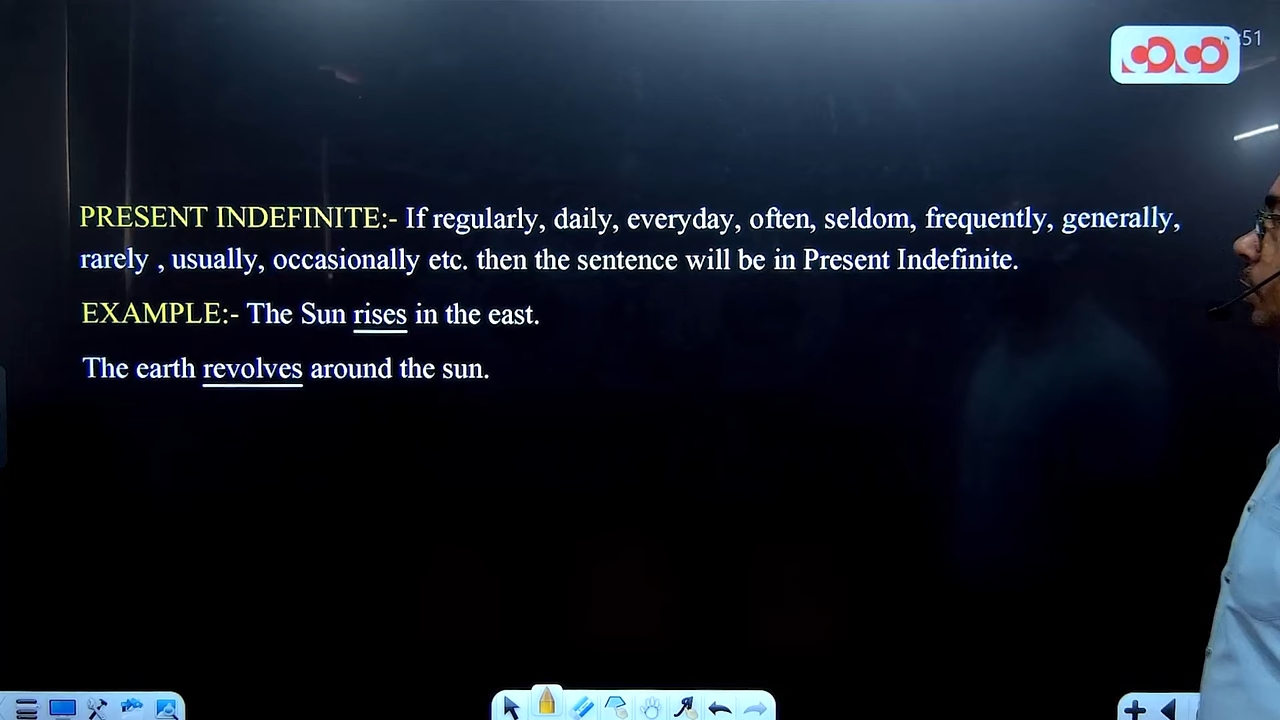 :51
PRESENT INDEFINITE:- If regularly, daily, everyday, often, seldom, frequently, generally,
rarely , usually, occasionally etc. then the sentence will be in Present Indefinite.
EXAMPLE:- The Sun rises in the east.
The earth revolves around the sun.